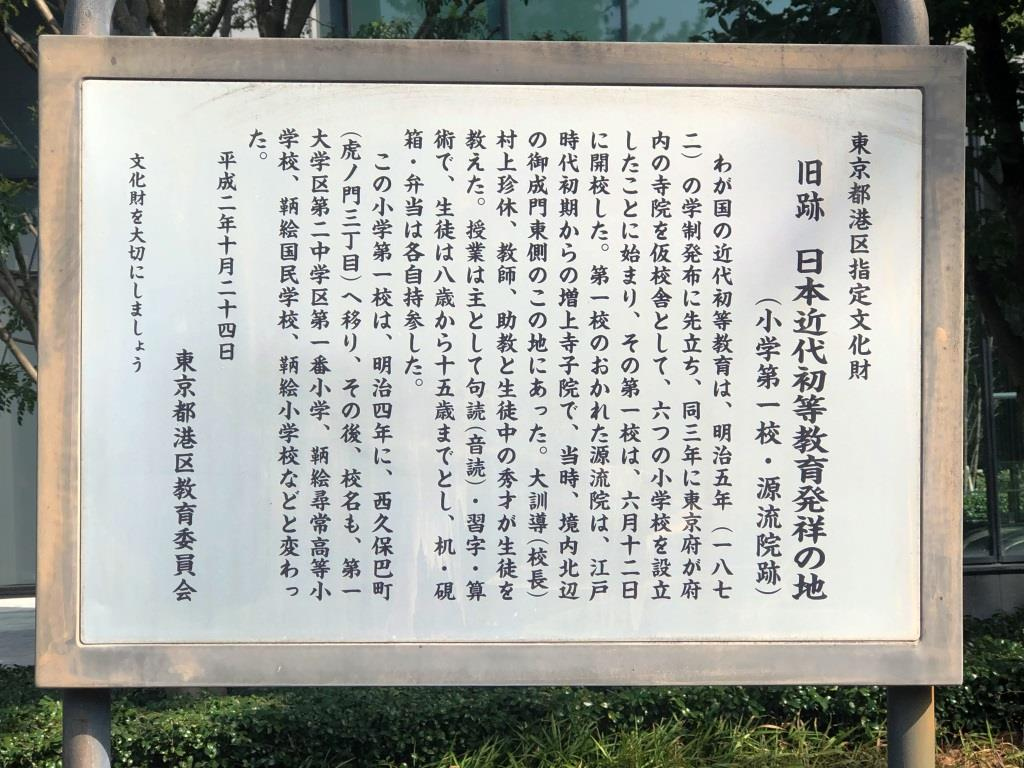 東京都港区指定文化財
旧跡　日本近代初等教育発祥の地
（小学第一校・源流院跡）
わが国の近代初等教育は、明治五年（一八七
二）の学制発布に先立ち、同三年に東京府が府
内の寺院を仮校舎として、六つの小学校を設立
したことに始まり、その第一校は、六月十二日
に開校した。第一校のおかれた源流院は、江戸
時代初期からの増上寺子院で、当時、境内北辺
の御成門東側のこの地にあった。大訓導（校長）
村上珍休、教師、助教と生徒中の秀才が生徒を
教えた。授業は主として句読（音読）・習字・算
術で、生徒は八歳から十五歳までとし、机・硯
箱・弁当は各自持参した。
この小学第一校は、明治四年に、西久保巴町
（虎ノ門三丁目）へ移り、その後、校名も、第一
大学区第二中学区第一番小学、鞆絵尋常高等小
学校、鞆絵国民学校、鞆絵小学校などと変わっ
た。
平成二年十月二十四日
東京都港区教育委員会
文化財を大切にしましょう